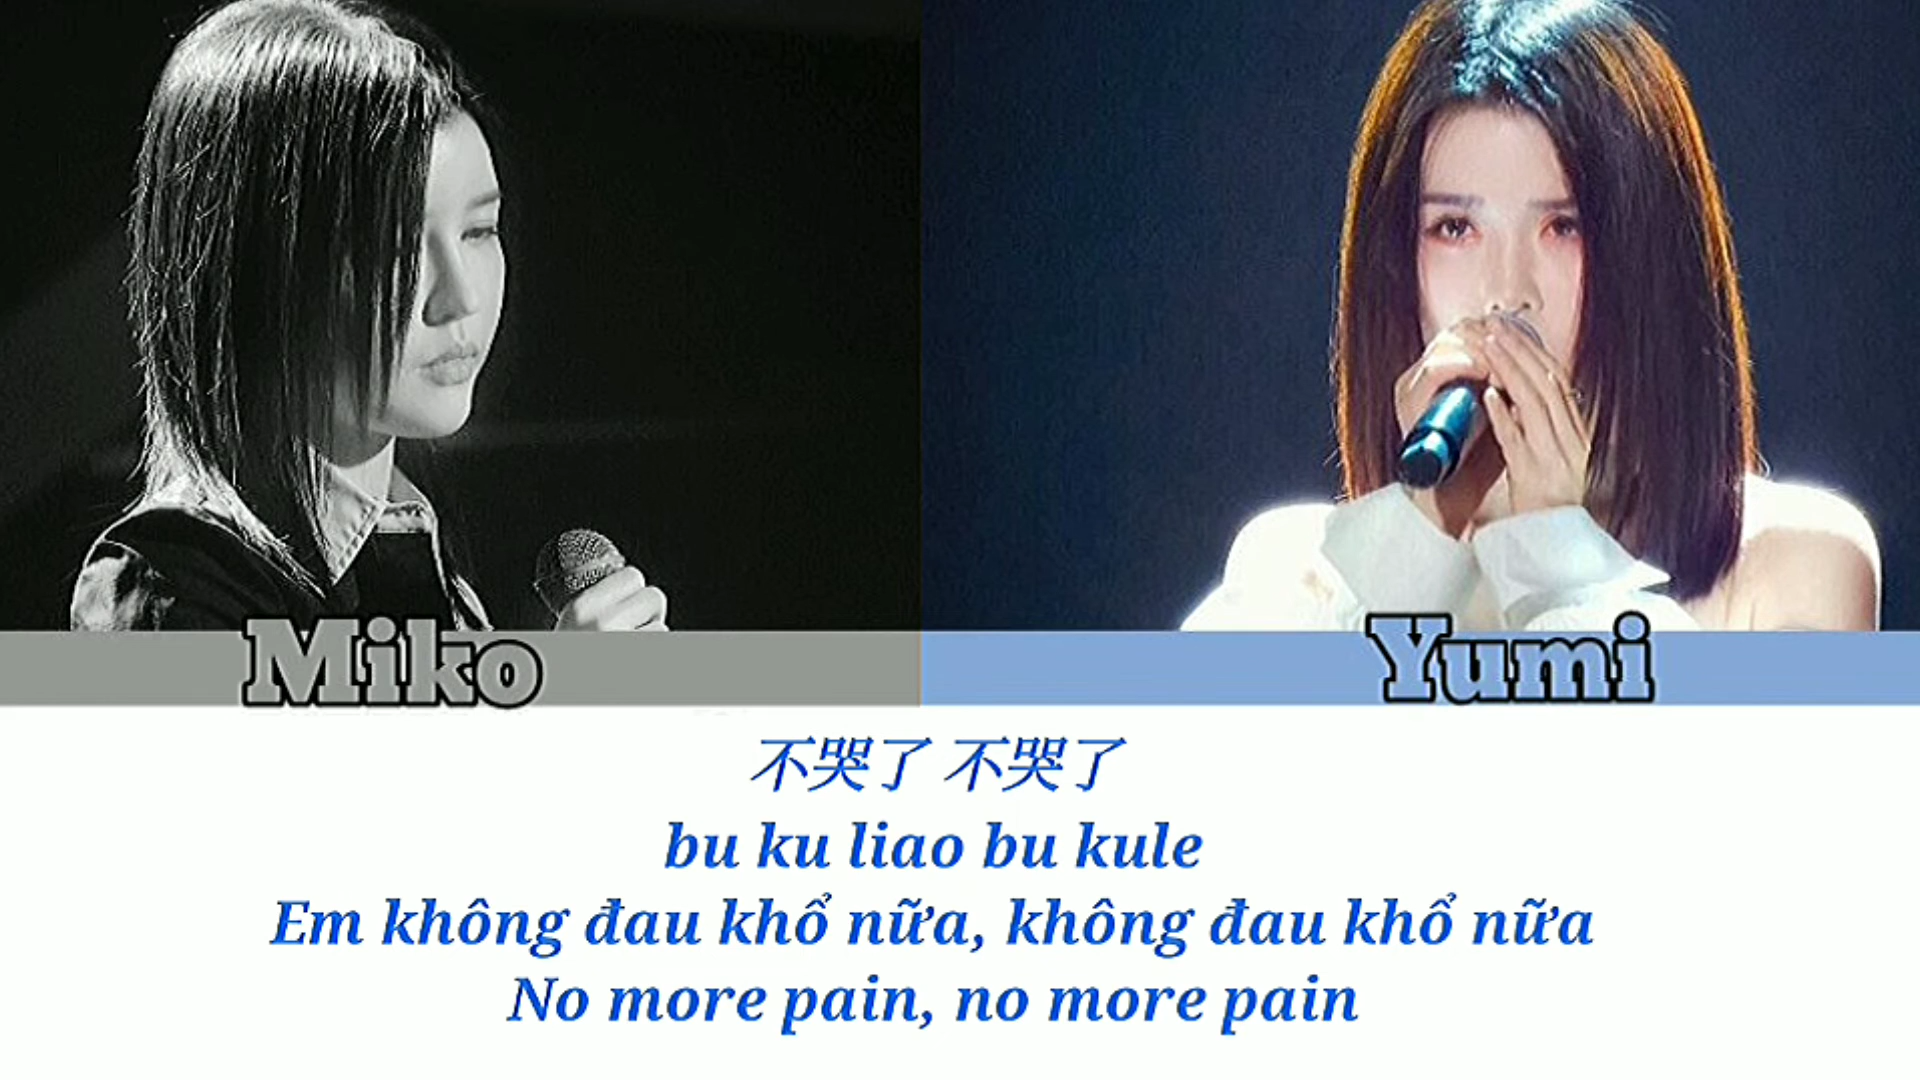 Miko
Yumi
不哭了 不哭了
bu ku liao bu kule
Em không đau khổ nữa, không đau khổ nữa
No more pain, no more pain